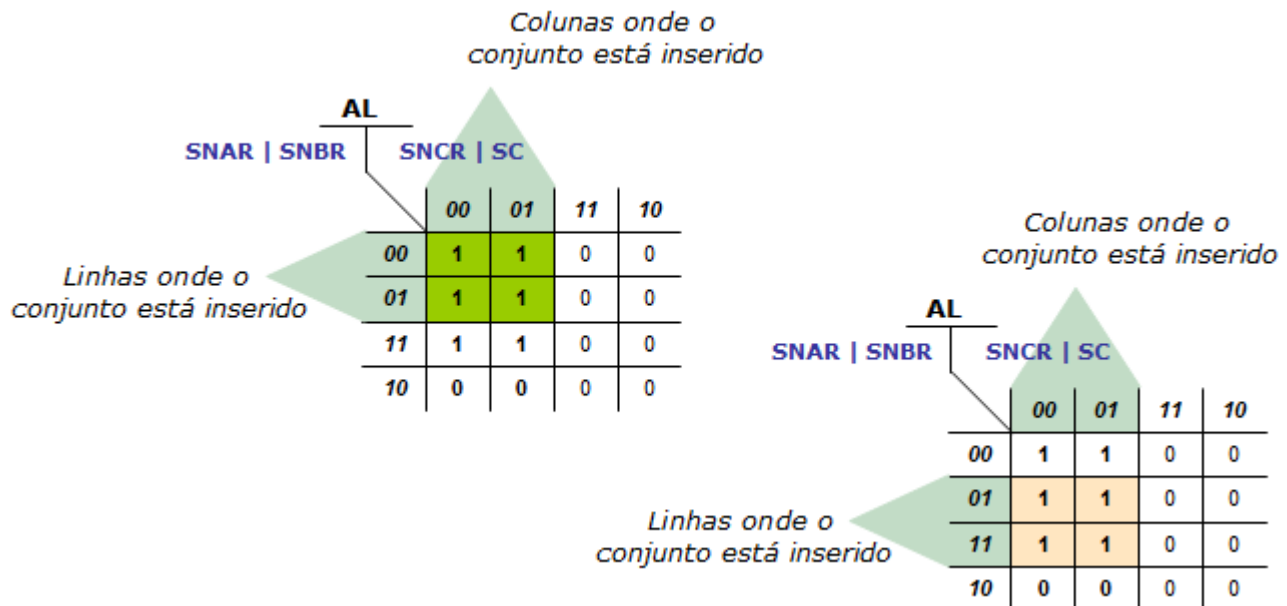 Colunas onde o
conjunto está inserido
AL
SNAR | SNBR SNCR | SC
00 01 11 10
00 1 1 0 0
01 1 1 0 0
11 1 1 0 0
10 0 0 0 0
Linhas onde o
conjunto está inserido
Colunas onde o
conjunto está inserido
AL
SNAR | SNBR SNCR | SC
00 01 11 10
00 1 1 0 0
01 1 1 0 0
11 1 1 0 0
10 0 0 0 0
Linhas onde o
conjunto está inserido